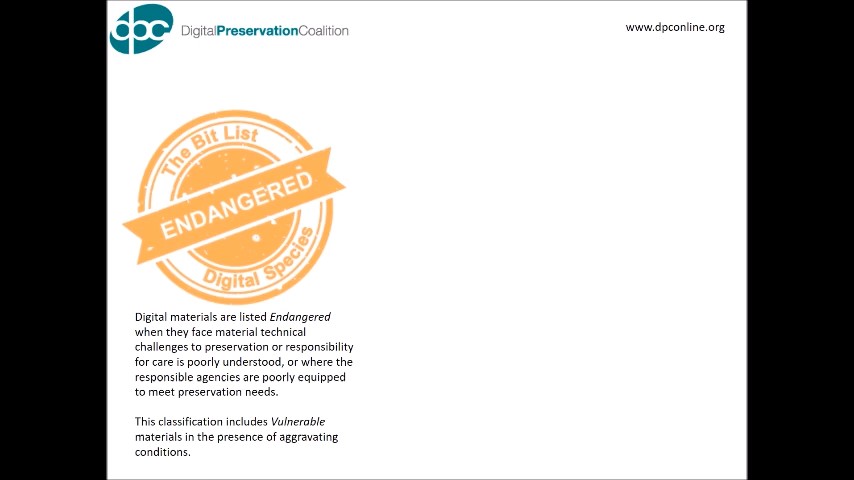 dpc DigitalPreservationCoalition
www.dpconline.org
The Bit List
ENDANGERED
Digital Species
Digital materials are listed Endangered
when they face material technical
challenges to preservation or responsibility
for care is poorly understood, or where the
responsible agencies are poorly equipped
to meet preservation needs.
This classification includes Vulnerable
materials in the presence of aggravating
conditions.